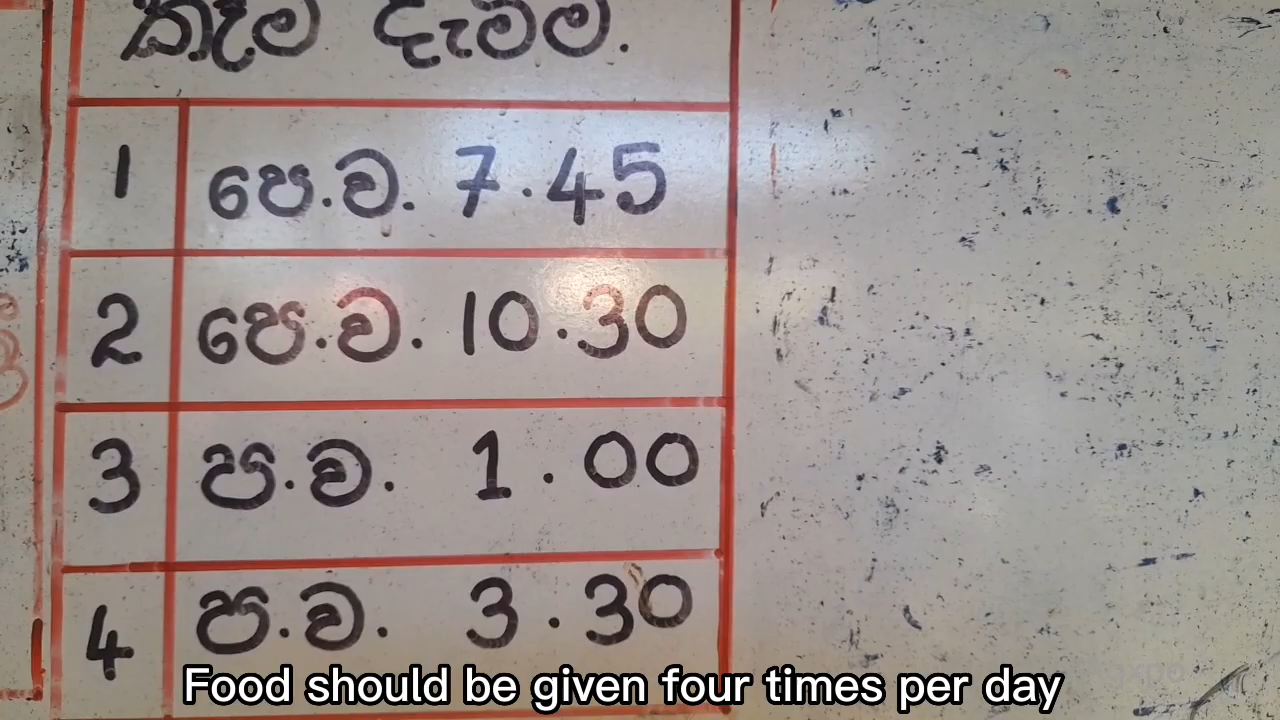 කෑම දැමීම.
1 පෙ.ව. 7.45
2 පෙ.ව. 10.30
3 ප.ව. 1.00
4 ප.ව. 3.30
Food should be given four times per day